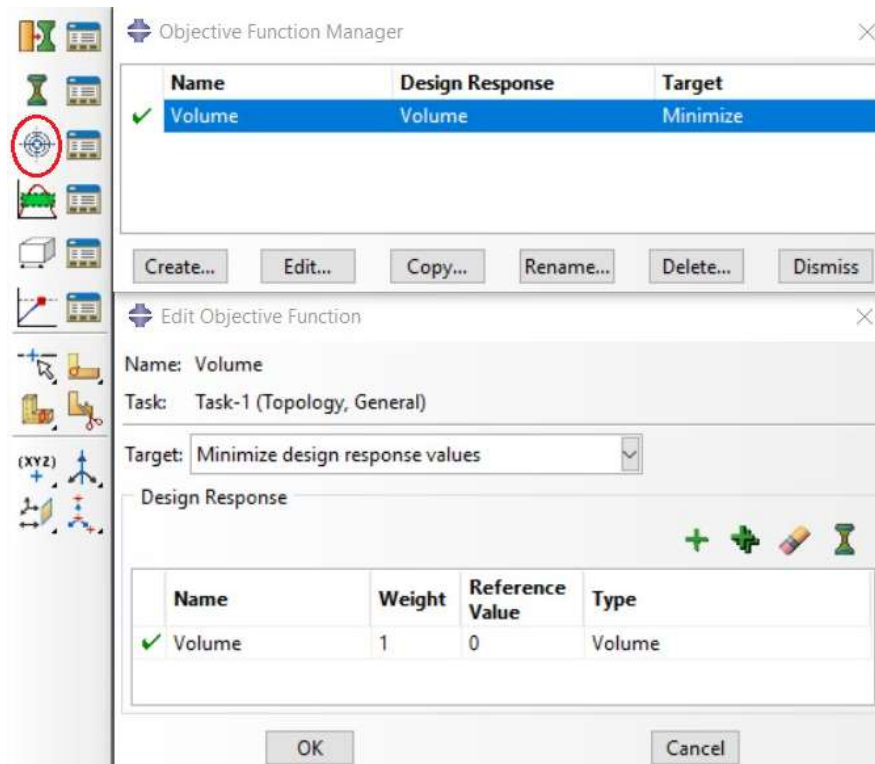 Objective Function Manager
Name Design Response Target
Volume Volume Minimize
Create... Edit... Copy... Rename... Delete... Dismiss
Edit Objective Function
Name: Volume
Task: Task-1 (Topology, General)
Target: Minimize design response values
Design Response
Name Weight Reference Value Type
Volume 1 0 Volume
OK Cancel
(XYZ)